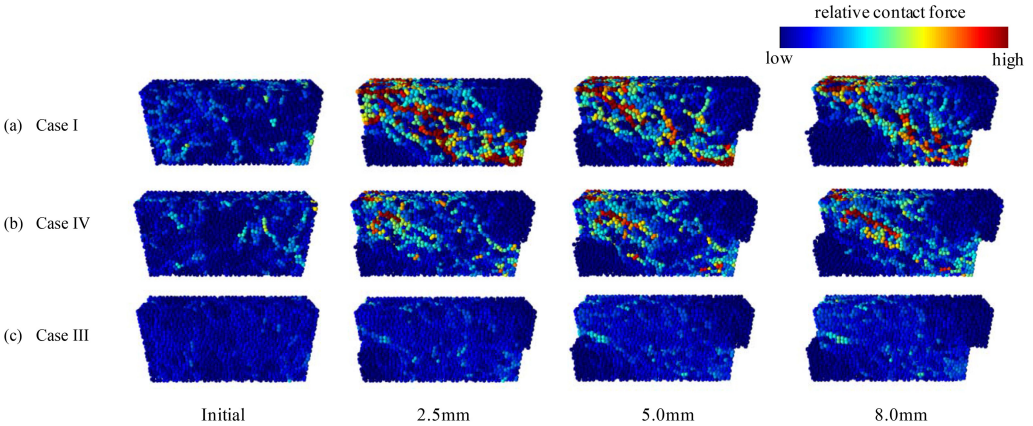 relative contact force
low
high
(a) Case I
(b) Case IV
(c) Case III
Initial
2.5mm
5.0mm
8.0mm